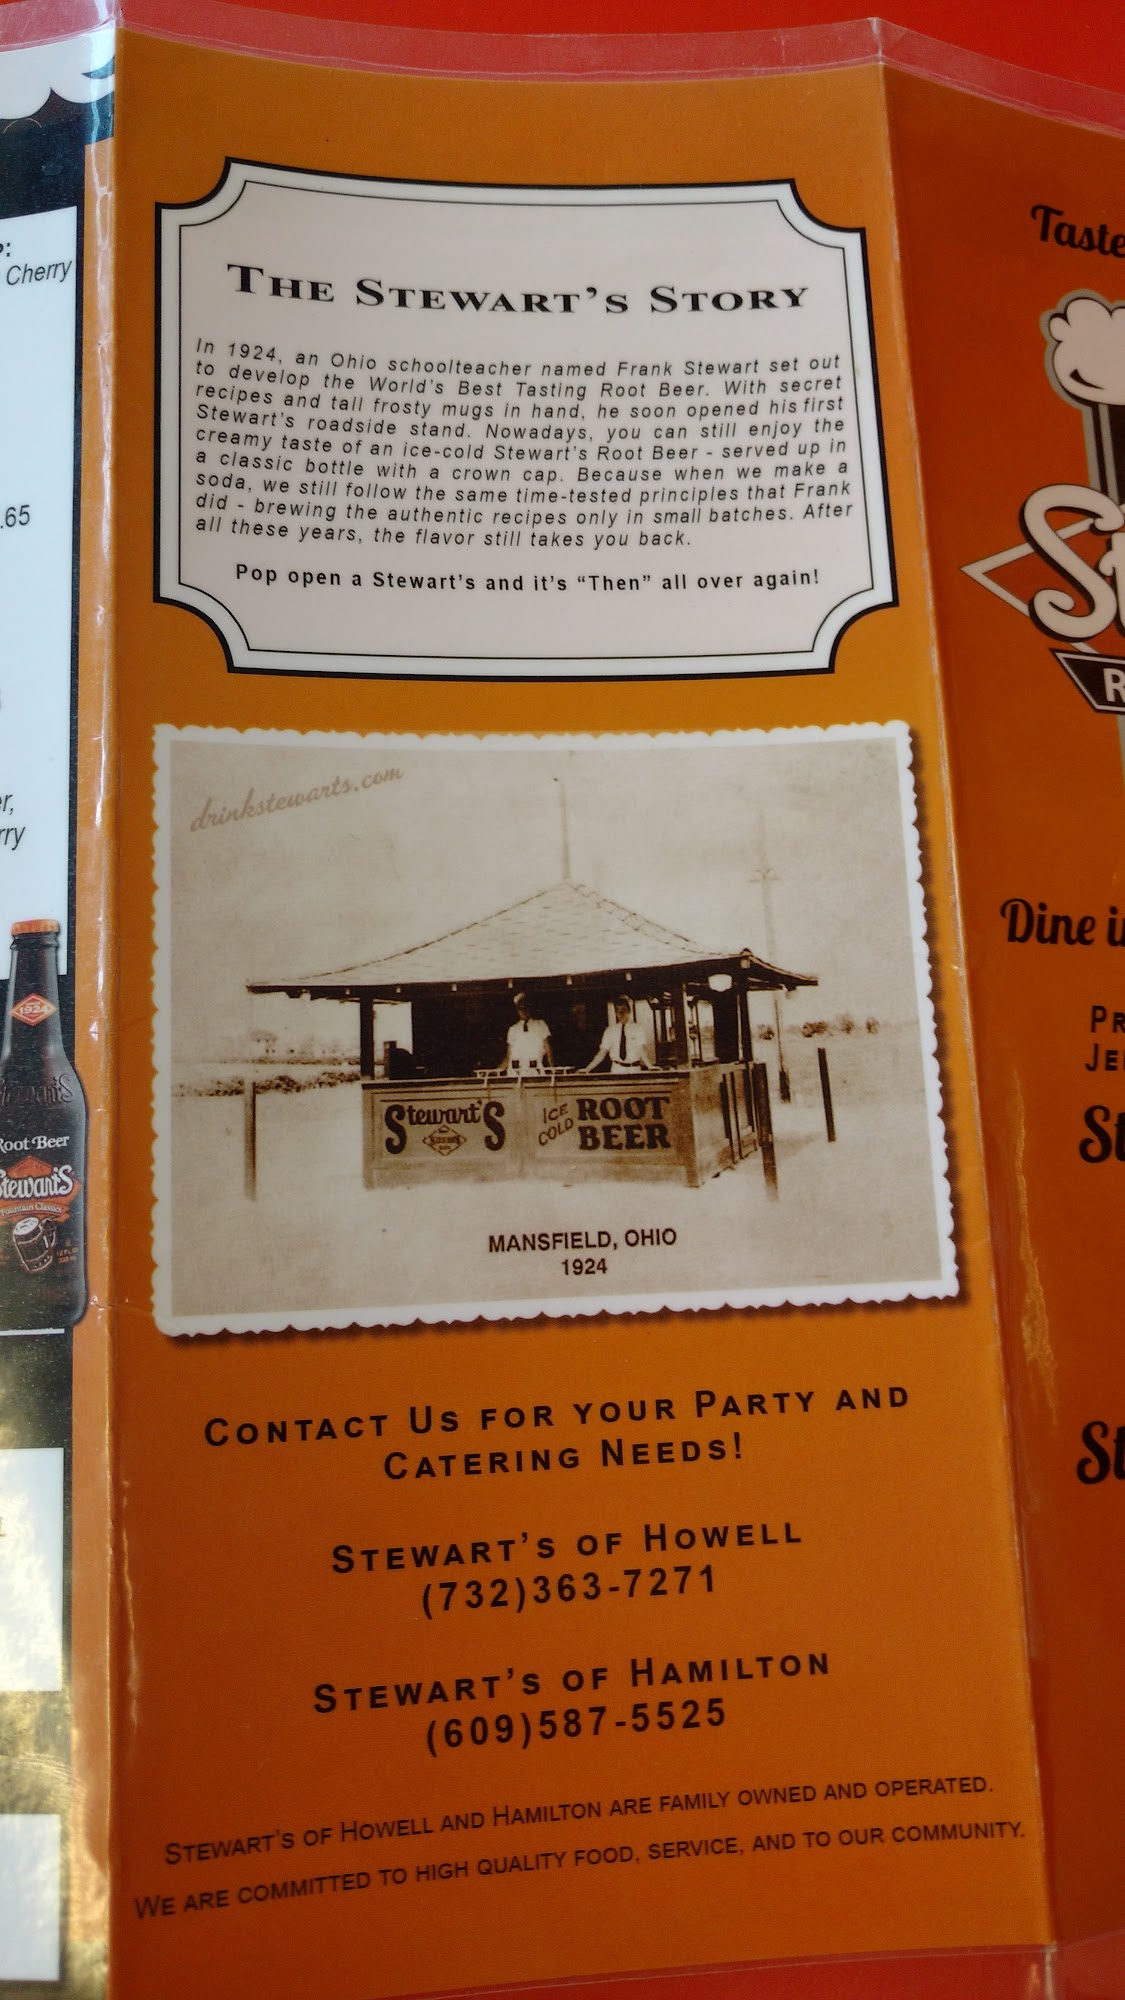 Cherry
.65
1924
Stewart's
Root Beer
Stewart's
Fountain Classics
THE STEWART'S STORY
In 1924, an Ohio schoolteacher named Frank Stewart set out
to develop the World's Best Tasting Root Beer. With secret
recipes and tall frosty mugs in hand, he soon opened his first
Stewart's roadside stand. Nowadays, you can still enjoy the
creamy taste of an ice-cold Stewart's Root Beer - served up in
a classic bottle with a crown cap. Because when we make a
soda, we still follow the same time-tested principles that Frank
did - brewing the authentic recipes only in small batches. After
all these years, the flavor still takes you back.
Pop open a Stewart's and it's "Then" all over again!
drinkstewarts.com
Stewart's
ICE COLD ROOT BEER
MANSFIELD, OHIO
1924
CONTACT US FOR YOUR PARTY AND
CATERING NEEDS!
STEWART'S OF HOWELL
(732)363-7271
STEWART'S OF HAMILTON
(609)587-5525
STEWART'S OF HOWELL AND HAMILTON ARE FAMILY OWNED AND OPERATED.
WE ARE COMMITTED TO HIGH QUALITY FOOD, SERVICE, AND TO OUR COMMUNITY.
Taste
Dine